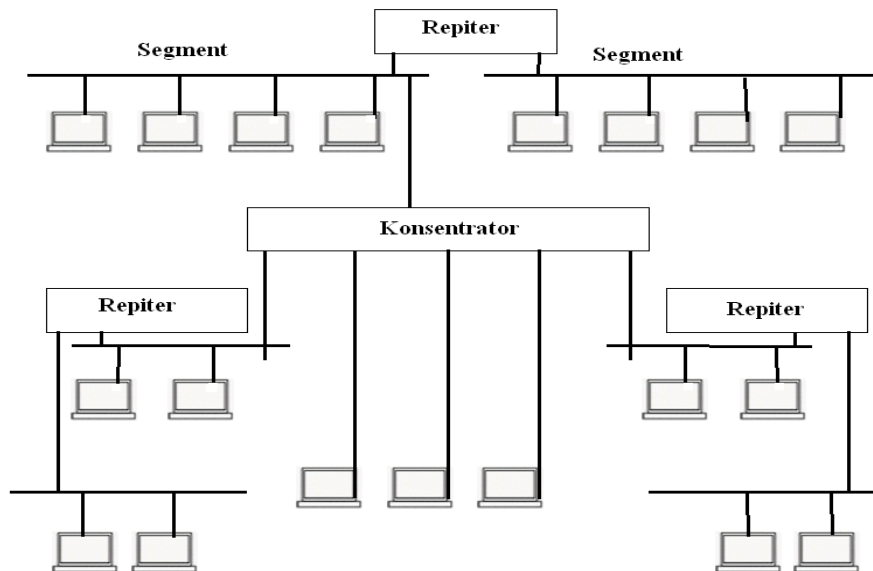 Repiter
Segment
Segment
Konsentrator
Repiter
Repiter